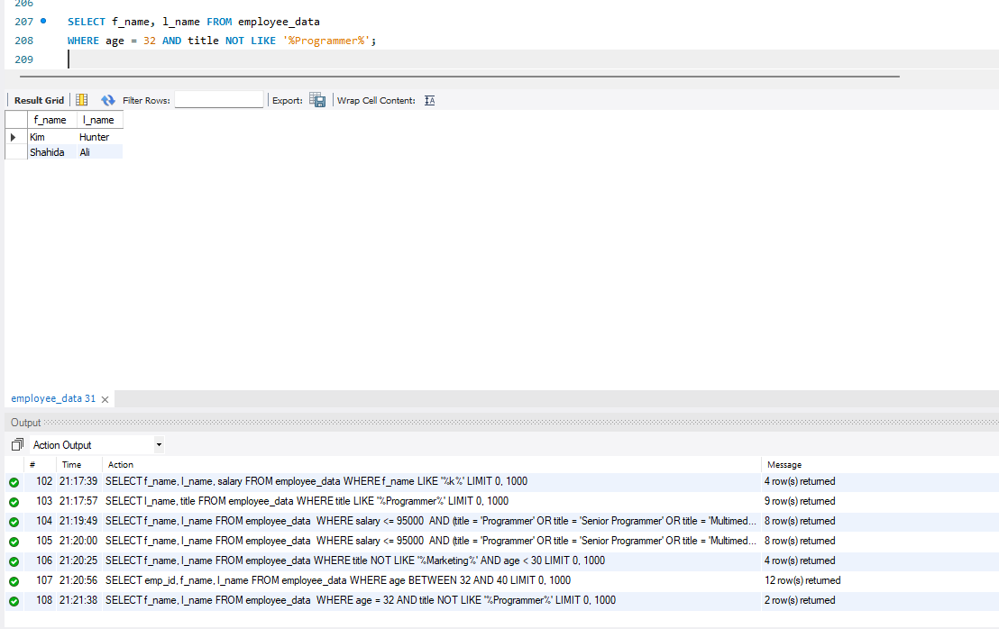 206
207 SELECT f_name, l_name FROM employee_data
208 WHERE age = 32 AND title NOT LIKE '%Programmer%';
209
Result Grid Filter Rows: Export: Wrap Cell Content: IA
f_name l_name
Kim Hunter
Shahida Ali
employee_data 31 ×
Output
Action Output
# Time Action Message
102 21:17:39 SELECT f_name, l_name, salary FROM employee_data WHERE f_name LIKE '%k%' LIMIT 0, 1000 4 row(s) returned
103 21:17:57 SELECT l_name, title FROM employee_data WHERE title LIKE '%Programmer%' LIMIT 0, 1000 9 row(s) returned
104 21:19:49 SELECT f_name, l_name FROM employee_data WHERE salary <= 95000 AND (title = 'Programmer' OR title = 'Senior Programmer' OR title = 'Multimed... 8 row(s) returned
105 21:20:00 SELECT f_name, l_name FROM employee_data WHERE salary <= 95000 AND (title = 'Programmer' OR title = 'Senior Programmer' OR title = 'Multimed... 8 row(s) returned
106 21:20:25 SELECT f_name, l_name FROM employee_data WHERE title NOT LIKE '%Marketing%' AND age < 30 LIMIT 0, 1000 4 row(s) returned
107 21:20:56 SELECT emp_id, f_name, l_name FROM employee_data WHERE age BETWEEN 32 AND 40 LIMIT 0, 1000 12 row(s) returned
108 21:21:38 SELECT f_name, l_name FROM employee_data WHERE age = 32 AND title NOT LIKE '%Programmer%' LIMIT 0, 1000 2 row(s) returned